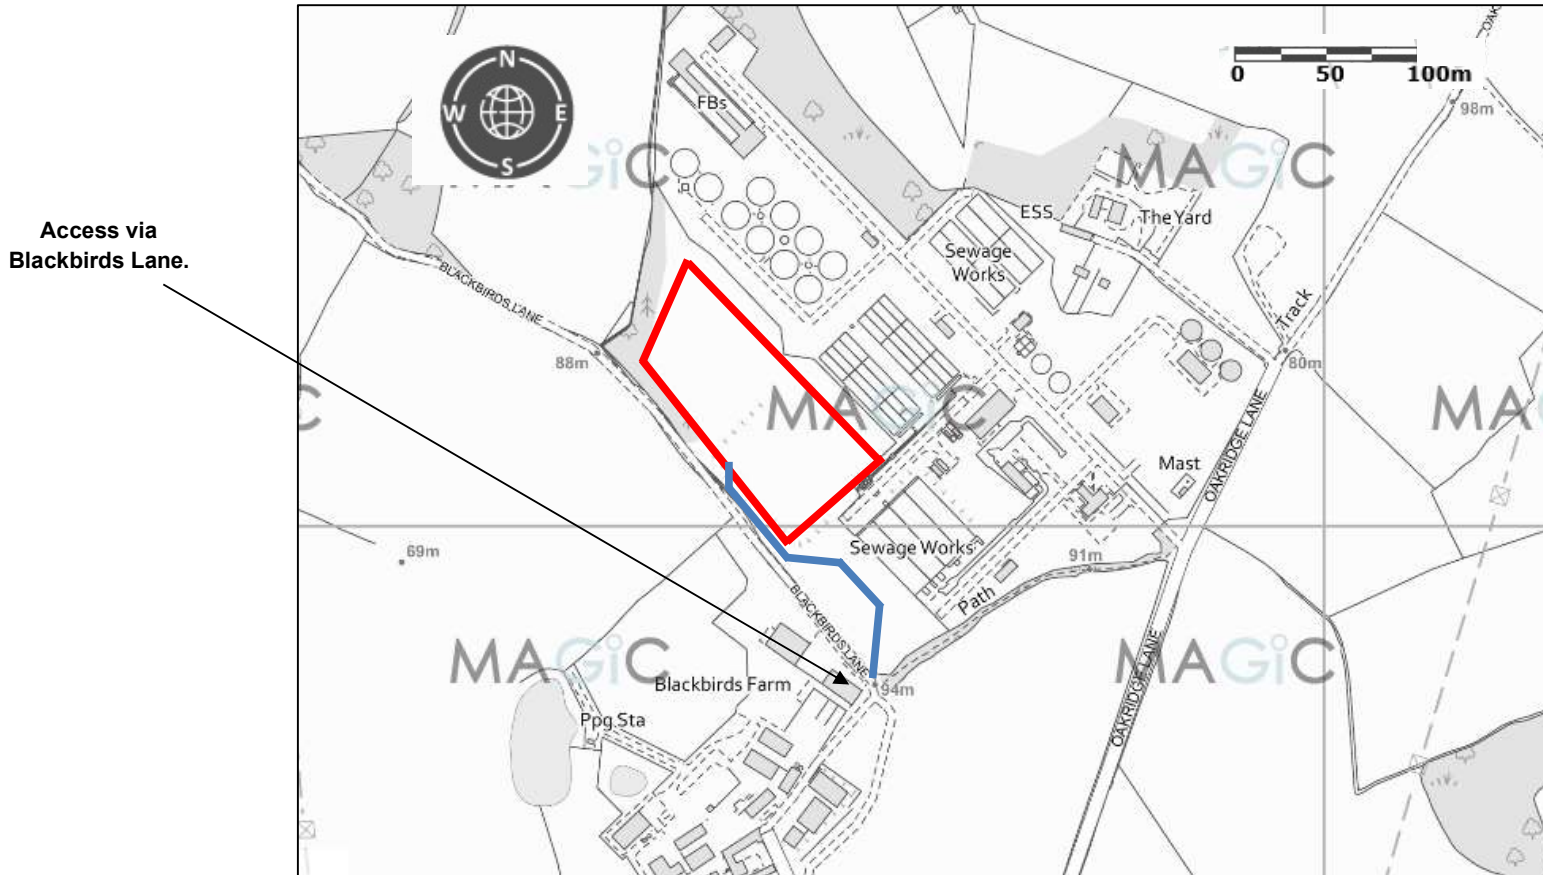 N
W
E
S
0 50 100m
OAK
98m
FBs
MAGiC
MAGiC
ESS
The Yard
Sewage
Works
Access via
Blackbirds Lane.
BLACKBIRDS LANE
Track
88m
80m
MAGiC
MA
C
OAKRIDGE LANE
Mast
69m
Sewage Works
91m
Path
BLACKBIRDS LANE
OAKRIDGE LANE
MAGiC
MAGiC
Blackbirds Farm
94m
Ppg Sta